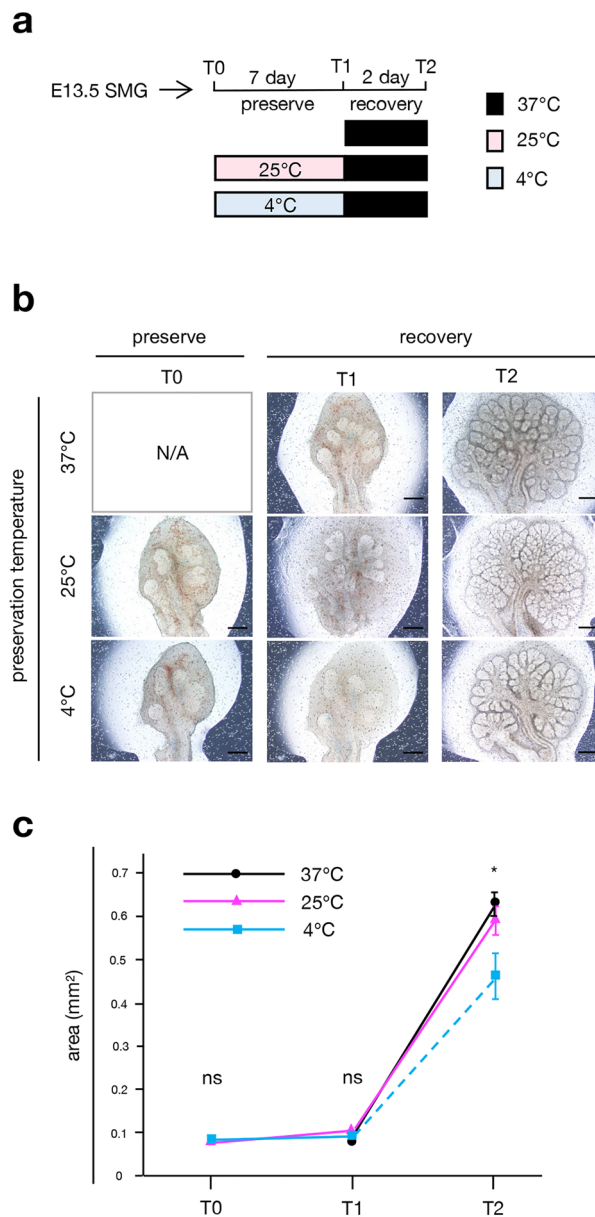 a
T0 7 day T1 2 day T2
E13.5 SMG
preserve recovery
37°C
25°C
4°C
25°C
4°C
b
preserve recovery
T0 T1 T2
preservation temperature
37°C
N/A
25°C
4°C
c
area (mm²)
0.7
0.6
0.5
0.4
0.3
0.2
0.1
0
37°C
25°C
4°C
*
ns ns
T0 T1 T2